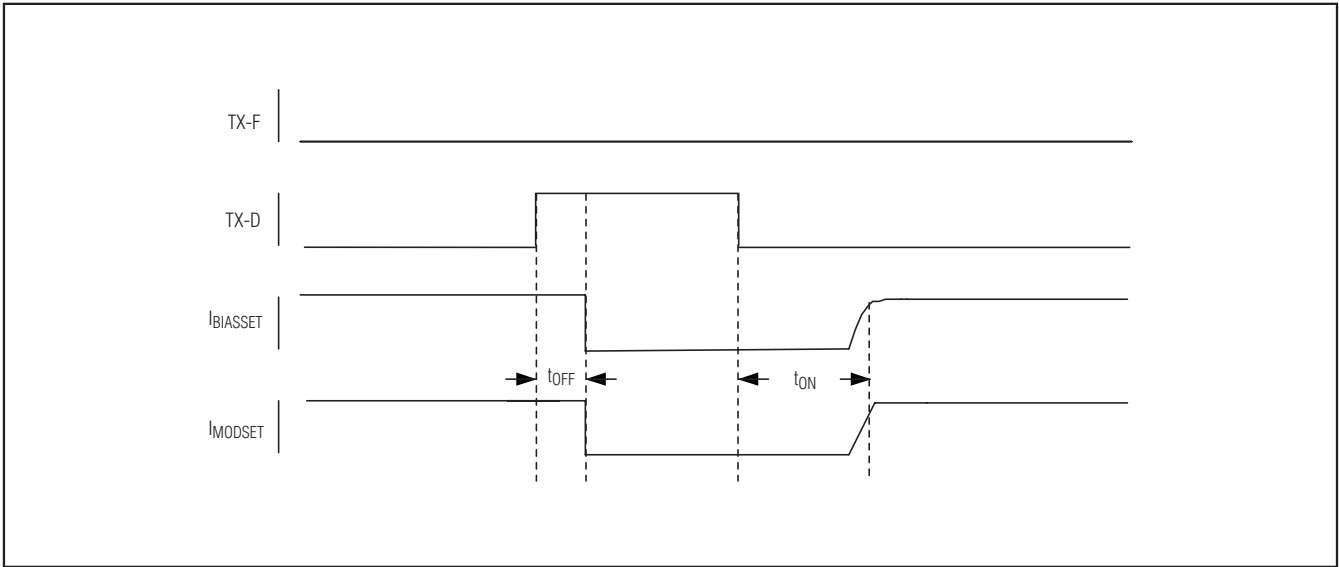 TX-F
TX-D
IBIASSET
tOFF
tON
IMODSET